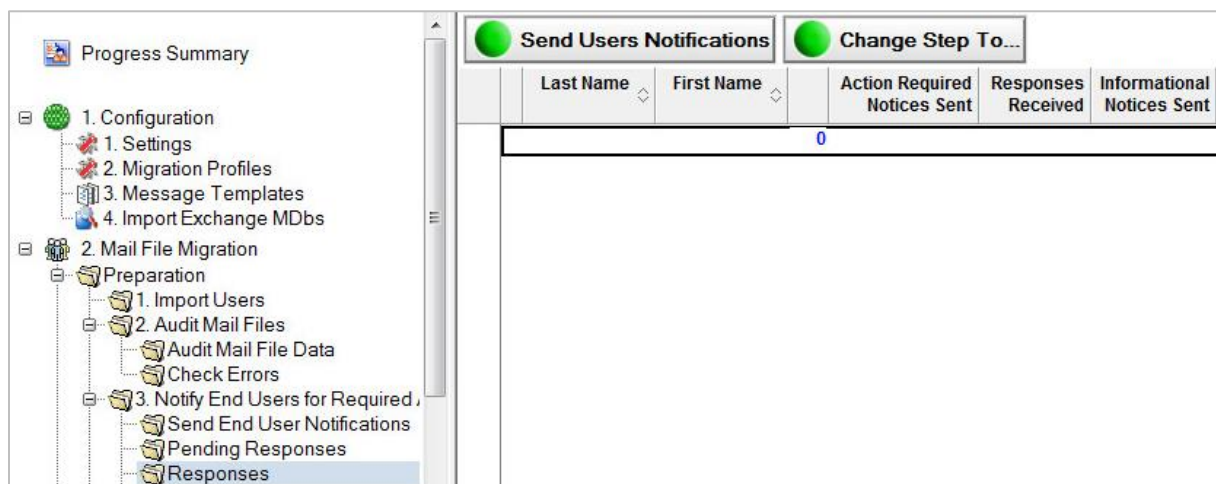 Progress Summary
1. Configuration
1. Settings
2. Migration Profiles
3. Message Templates
4. Import Exchange MDbs
2. Mail File Migration
Preparation
1. Import Users
2. Audit Mail Files
Audit Mail File Data
Check Errors
3. Notify End Users for Required
Send End User Notifications
Pending Responses
Responses
Send Users Notifications
Change Step To...
Last Name
First Name
Action Required
Notices Sent
Responses
Received
Informational
Notices Sent
0